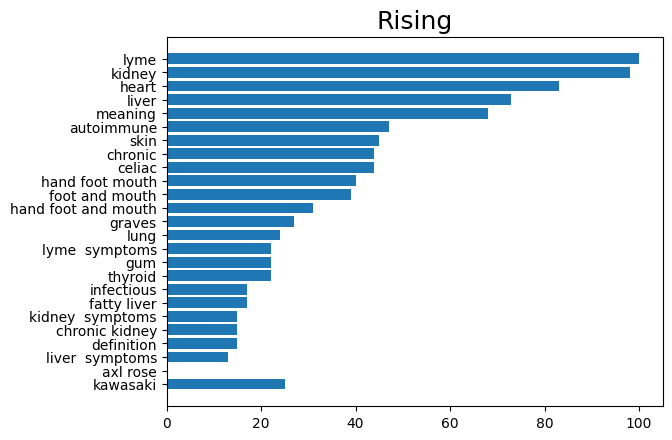 Rising
lyme
kidney
heart
liver
meaning
autoimmune
skin
chronic
celiac
hand foot mouth
foot and mouth
hand foot and mouth
graves
lung
lyme  symptoms
gum
thyroid
infectious
fatty liver
kidney  symptoms
chronic kidney
definition
liver  symptoms
axl rose
kawasaki
0 20 40 60 80 100